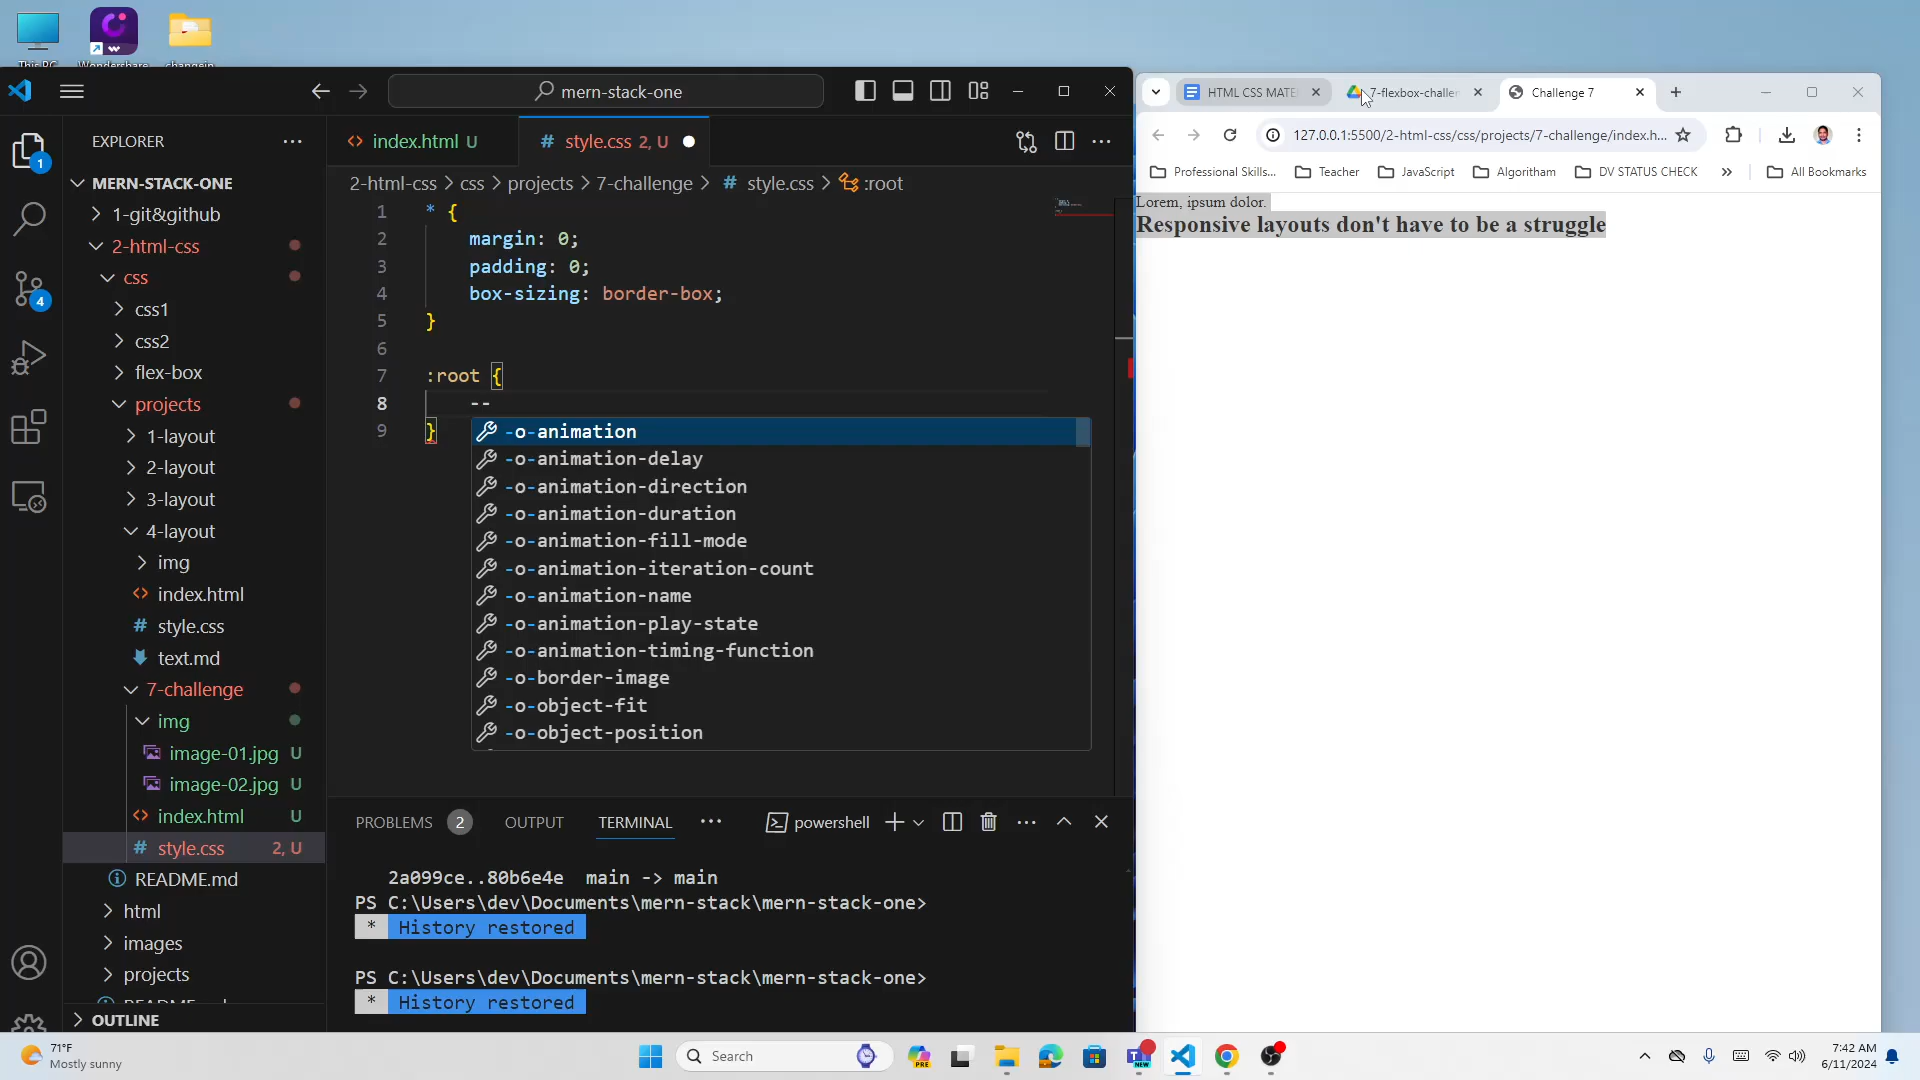 This PC
Wondershare
changein
mern-stack-one
EXPLORER
index.html U
style.css 2, U
2-html-css > css > projects > 7-challenge > # style.css > :root
MERN-STACK-ONE
1-git&github
2-html-css
css
css1
css2
flex-box
projects
1-layout
2-layout
3-layout
4-layout
img
index.html
style.css
text.md
7-challenge
img
image-01.jpg U
image-02.jpg U
index.html U
style.css 2, U
README.md
html
images
projects
OUTLINE
1
4
1 * {
2 margin: 0;
3 padding: 0;
4 box-sizing: border-box;
5 }
6
7 :root {
8 --
9 }
-o-animation
-o-animation-delay
-o-animation-direction
-o-animation-duration
-o-animation-fill-mode
-o-animation-iteration-count
-o-animation-name
-o-animation-play-state
-o-animation-timing-function
-o-border-image
-o-object-fit
-o-object-position
PROBLEMS 2 OUTPUT TERMINAL ··· powershell
2a099ce..80b6e4e main -> main
PS C:\Users\dev\Documents\mern-stack\mern-stack-one>
* History restored
PS C:\Users\dev\Documents\mern-stack\mern-stack-one>
* History restored
HTML CSS MATE
7-flexbox-challen
Challenge 7
127.0.0.1:5500/2-html-css/css/projects/7-challenge/index.h...
Professional Skills...
Teacher
JavaScript
Algoritham
DV STATUS CHECK
All Bookmarks
Lorem, ipsum dolor.
Responsive layouts don't have to be a struggle
71°F
Mostly sunny
Search
PRE
NEW
7:42 AM
6/11/2024